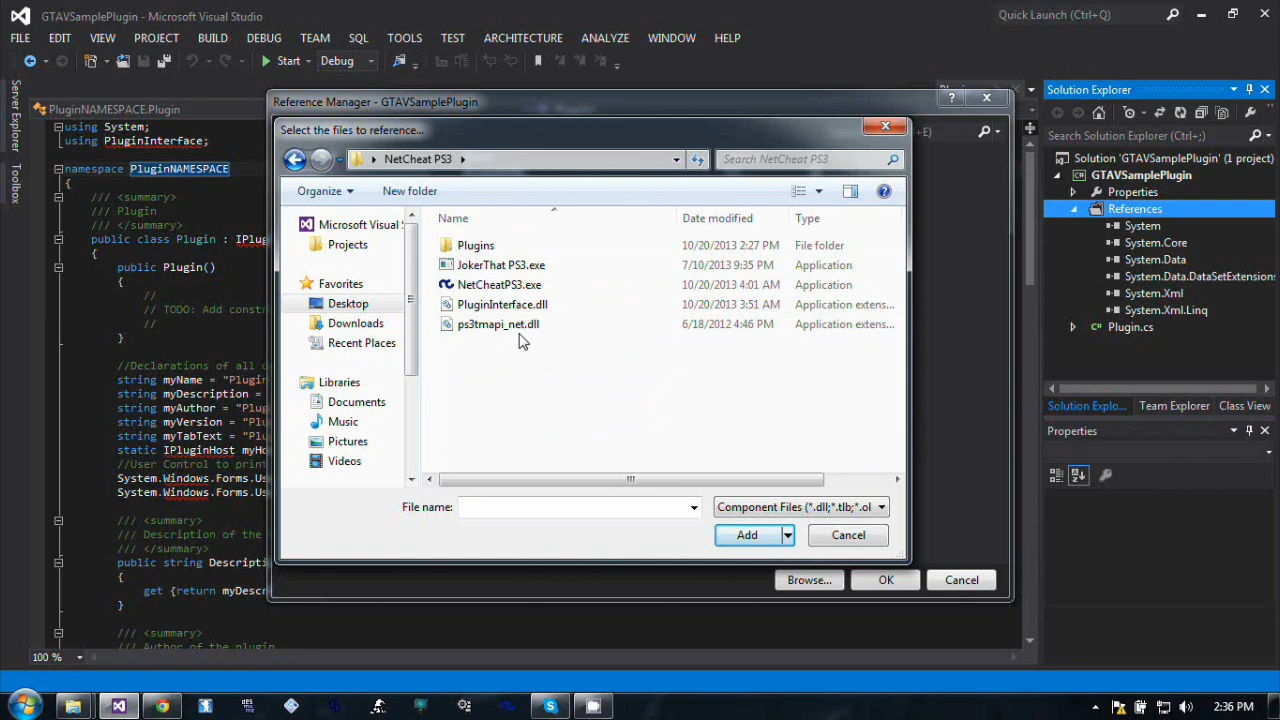 GTAVSamplePlugin - Microsoft Visual Studio
Quick Launch (Ctrl+Q)
FILE EDIT VIEW PROJECT BUILD DEBUG TEAM SQL TOOLS TEST ARCHITECTURE ANALYZE WINDOW HELP
Start Debug
Server Explorer
Toolbox
PluginNAMESPACE.Plugin
using System;
using PluginInterface;
namespace PluginNAMESPACE
{
/// <summary>
/// Plugin
/// </summary>
public class Plugin : IPlug
{
public Plugin()
{
//
// TODO: Add cons
//
}
//Declarations of all
string myName = "Plugin
string myDescription =
string myAuthor = "Plu
string myVersion = "Pl
string myTabText = "Pl
static IPluginHost myHo
//User Control to prin
System.Windows.Forms.Us
System.Windows.Forms.Us
/// <summary>
/// Description of the
/// </summary>
public string Descript
{
get {return myDesc
}
/// <summary>
/// Author of the plugin
100 %
Reference Manager - GTAVSamplePlugin
?
Select the files to reference...
NetCheat PS3
Search NetCheat PS3
Organize New folder
Microsoft Visual S
Projects
Favorites
Desktop
Downloads
Recent Places
Libraries
Documents
Music
Pictures
Videos
Name Date modified Type
Plugins 10/20/2013 2:27 PM File folder
JokerThat PS3.exe 7/10/2013 9:35 PM Application
NetCheatPS3.exe 10/20/2013 4:01 AM Application
PluginInterface.dll 10/20/2013 3:51 AM Application extens...
ps3tmapi_net.dll 6/18/2012 4:46 PM Application extens...
File name:
Component Files (*.dll;*.tlb;*.ol
Add Cancel
Browse... OK Cancel
Solution Explorer
Search Solution Explorer (Ctrl+;)
Solution 'GTAVSamplePlugin' (1 project)
GTAVSamplePlugin
Properties
References
System
System.Core
System.Data
System.Data.DataSetExtension
System.Xml
System.Xml.Linq
Plugin.cs
Solution Explo... Team Explorer Class View
Properties
2:36 PM